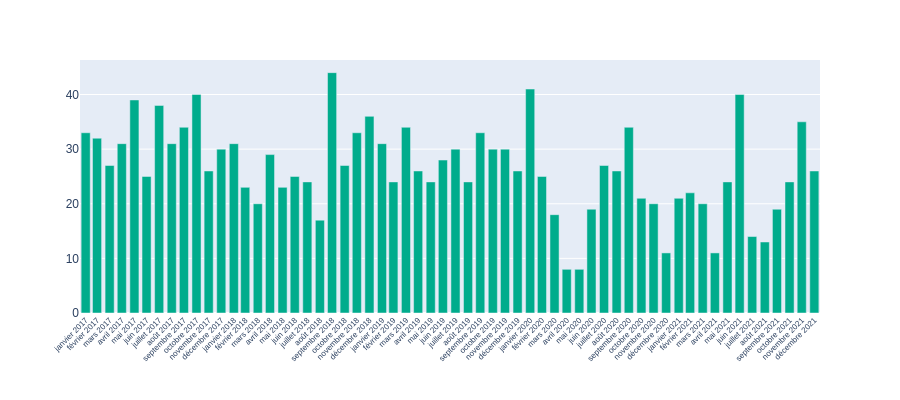 40
30
20
10
0
janvier 2017
février 2017
mars 2017
avril 2017
mai 2017
juin 2017
juillet 2017
août 2017
septembre 2017
octobre 2017
novembre 2017
décembre 2017
janvier 2018
février 2018
mars 2018
avril 2018
mai 2018
juin 2018
juillet 2018
août 2018
septembre 2018
octobre 2018
novembre 2018
décembre 2018
janvier 2019
février 2019
mars 2019
avril 2019
mai 2019
juin 2019
juillet 2019
août 2019
septembre 2019
octobre 2019
novembre 2019
décembre 2019
janvier 2020
février 2020
mars 2020
avril 2020
mai 2020
juin 2020
juillet 2020
août 2020
septembre 2020
octobre 2020
novembre 2020
décembre 2020
janvier 2021
février 2021
mars 2021
avril 2021
mai 2021
juin 2021
juillet 2021
août 2021
septembre 2021
octobre 2021
novembre 2021
décembre 2021